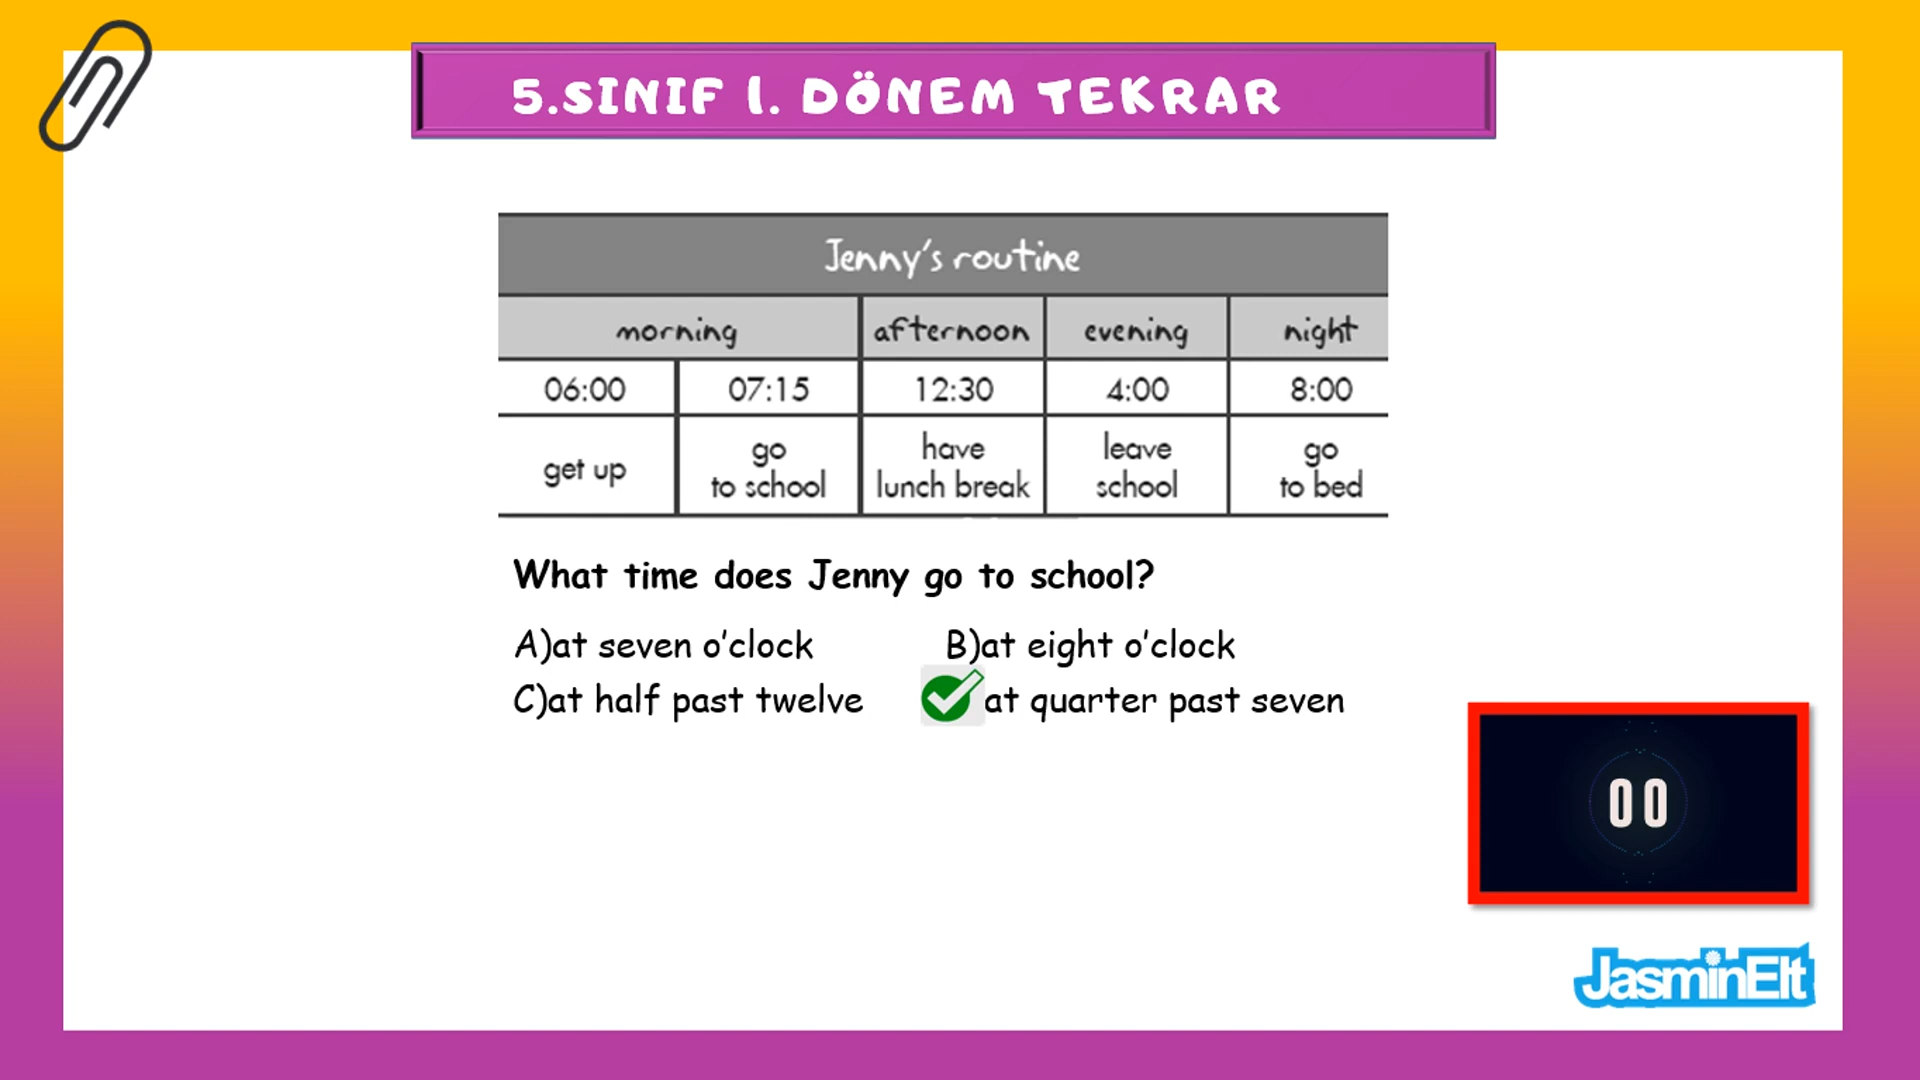 5.SINIF 1. DÖNEM TEKRAR
Jenny's routine
morning afternoon evening night
06:00 07:15 12:30 4:00 8:00
get up go to school have lunch break leave school go to bed
What time does Jenny go to school?
A)at seven o'clock B)at eight o'clock
C)at half past twelve at quarter past seven
00
JasminElt